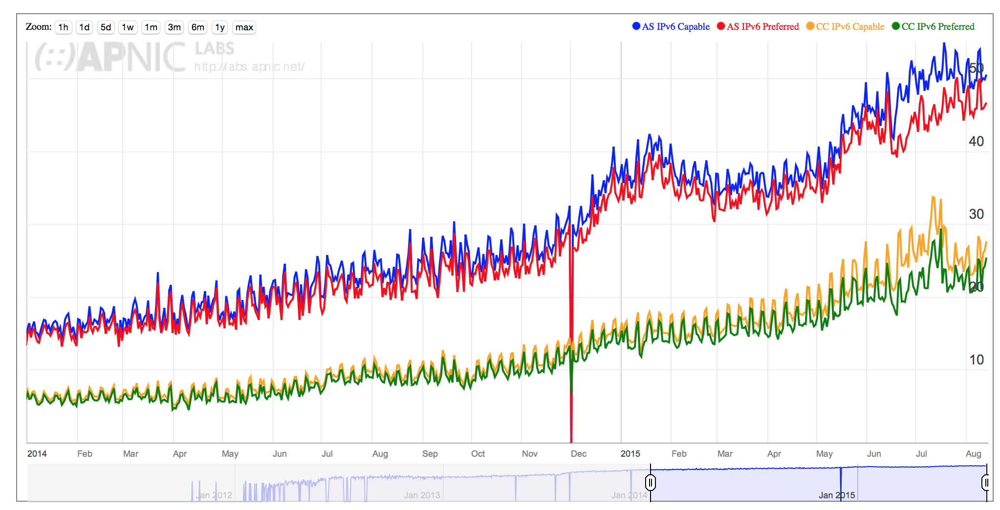 Zoom: 1h 1d 5d 1w 1m 3m 6m 1y max
AS IPv6 Capable AS IPv6 Preferred CC IPv6 Capable CC IPv6 Preferred
(::)APNIC LABS
http://labs.apnic.net/
50
40
30
20
10
2014 Feb Mar Apr May Jun Jul Aug Sep Oct Nov Dec 2015 Feb Mar Apr May Jun Jul Aug
Jan 2012 Jan 2013 Jan 2014 Jan 2015